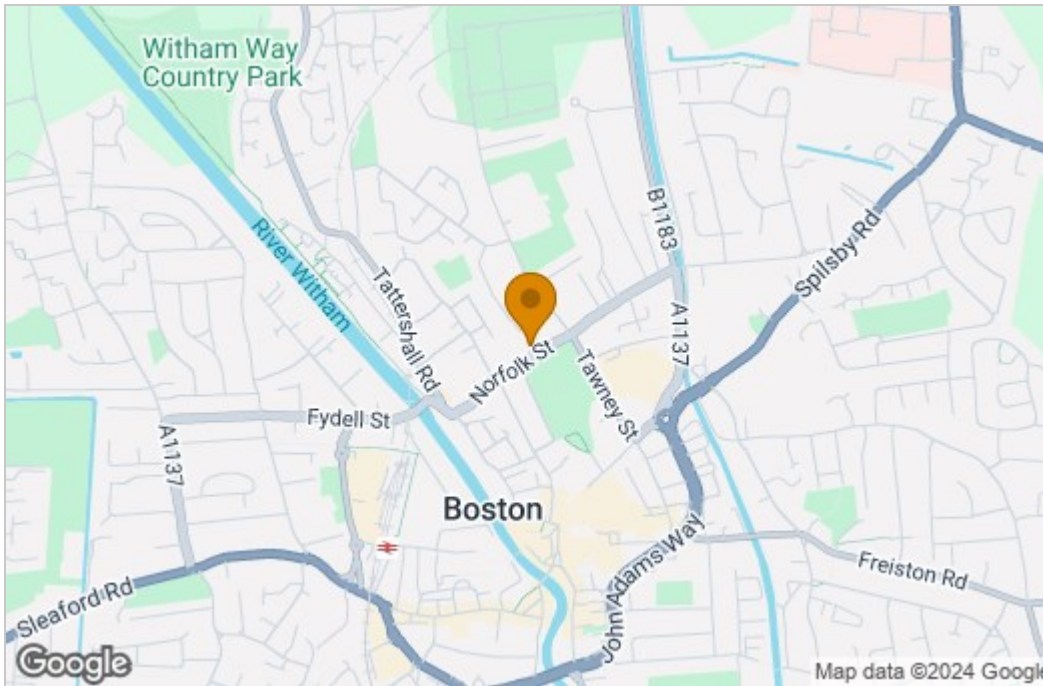 Witham Way
Country Park
B1183
River Witham
Spilsby Rd
Tattershall Rd
A1137
Norfolk St
Tawney St
Fydell St
A1137
Boston
John Adams Way
Freiston Rd
Sleaford Rd
Google
Map data ©2024 Google